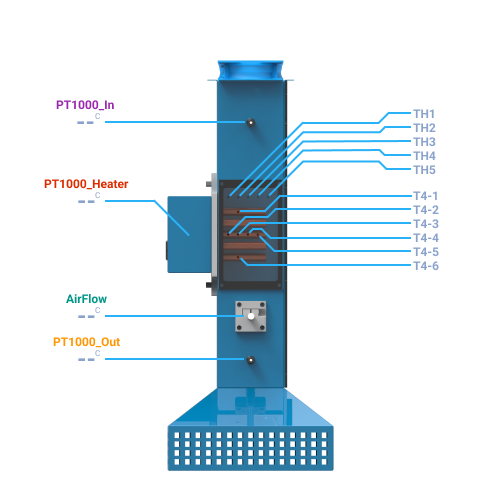 PT1000_In
-- C
PT1000_Heater
-- C
AirFlow
-- C
PT1000_Out
-- C
TH1
TH2
TH3
TH4
TH5
T4-1
T4-2
T4-3
T4-4
T4-5
T4-6